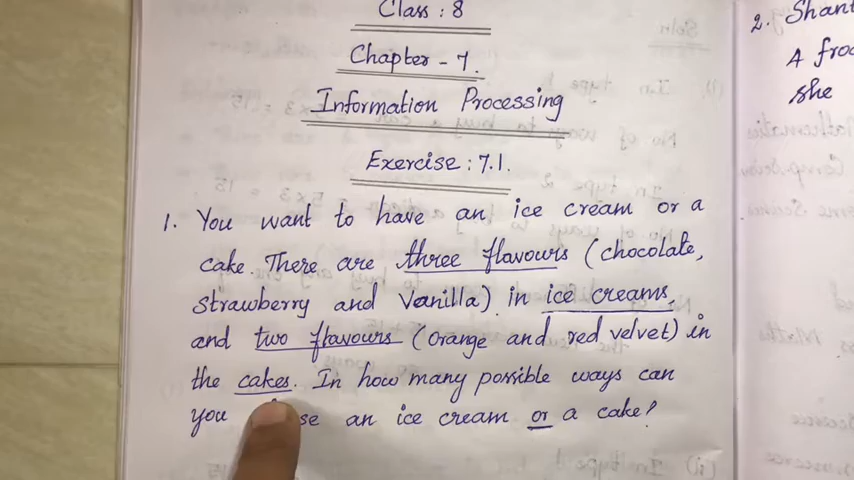 Class : 8
Chapter - 7.
Information Processing
Exercise : 7.1.
1. You want to have an ice cream or a
cake. There are three flavours (chocolate,
strawberry and Vanilla) in ice creams,
and two flavours (orange and red velvet) in
the cakes. In how many possible ways can
you se an ice cream or a cake?
2. Shant
A fro
she